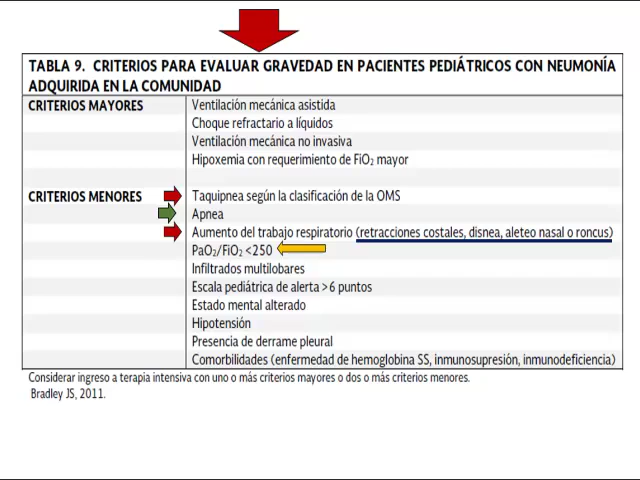 TABLA 9. CRITERIOS PARA EVALUAR GRAVEDAD EN PACIENTES PEDIÁTRICOS CON NEUMONÍA
ADQUIRIDA EN LA COMUNIDAD
CRITERIOS MAYORES Ventilación mecánica asistida
Choque refractario a líquidos
Ventilación mecánica no invasiva
Hipoxemia con requerimiento de FiO₂ mayor
CRITERIOS MENORES Taquipnea según la clasificación de la OMS
Apnea
Aumento del trabajo respiratorio (retracciones costales, disnea, aleteo nasal o roncus)
PaO₂/FiO₂ <250
Infiltrados multilobares
Escala pediátrica de alerta >6 puntos
Estado mental alterado
Hipotensión
Presencia de derrame pleural
Comorbilidades (enfermedad de hemoglobina SS, inmunosupresión, inmunodeficiencia)
Considerar ingreso a terapia intensiva con uno o más criterios mayores o dos o más criterios menores.
Bradley JS, 2011.